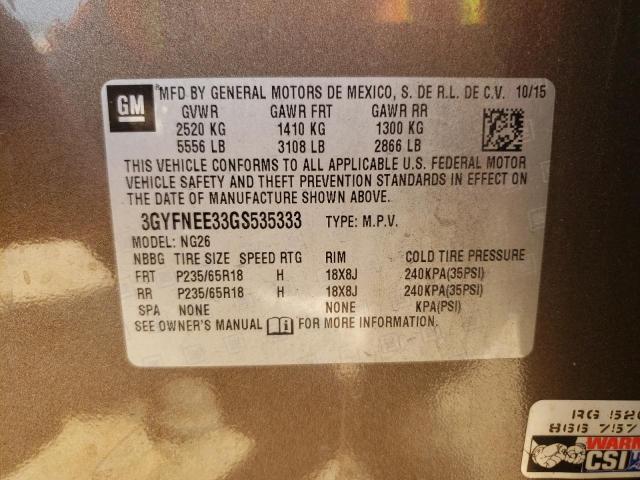 GM
MFD BY GENERAL MOTORS DE MEXICO, S. DE R.L. DE C.V. 10/15
GVWR GAWR FRT GAWR RR
2520 KG 1410 KG 1300 KG
5556 LB 3108 LB 2866 LB
THIS VEHICLE CONFORMS TO ALL APPLICABLE U.S. FEDERAL MOTOR
VEHICLE SAFETY AND THEFT PREVENTION STANDARDS IN EFFECT ON
THE DATE OF MANUFACTURE SHOWN ABOVE.
3GYFNEE33GS535333 TYPE: M.P.V.
MODEL: NG26
NBBG TIRE SIZE SPEED RTG RIM COLD TIRE PRESSURE
FRT P235/65R18 H 18X8J 240KPA(35PSI)
RR P235/65R18 H 18X8J 240KPA(35PSI)
SPA NONE NONE KPA(PSI)
SEE OWNER'S MANUAL FOR MORE INFORMATION.
RG 526
866 757
WARN
CSI